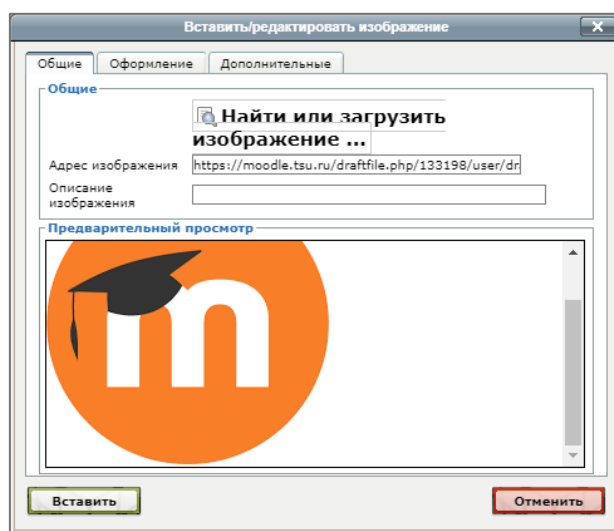 Вставить/редактировать изображение
Общие Оформление Дополнительные
Общие
Найти или загрузить
изображение ...
Адрес изображения https://moodle.tsu.ru/draftfile.php/133198/user/dr
Описание
изображения
Предварительный просмотр
m
Вставить Отменить